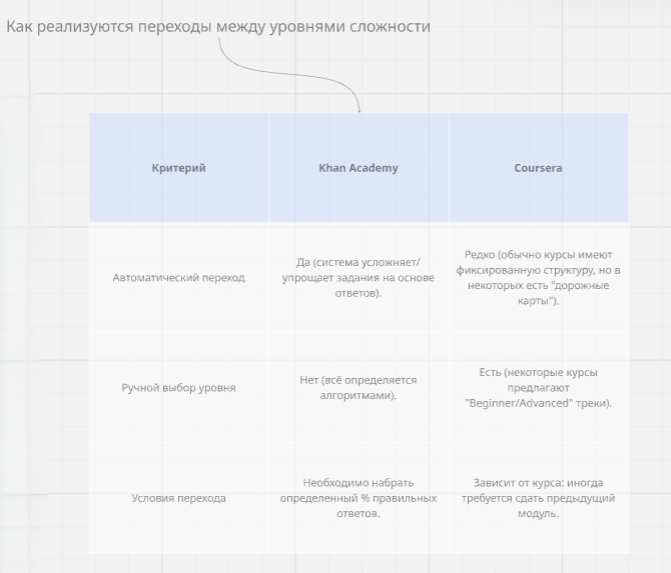 Как реализуются переходы между уровнями сложности
Критерий
Khan Academy
Coursera
Автоматический переход
Да (система усложняет/
упрощает задания на основе
ответов).
Редко (обычно курсы имеют
фиксированную структуру, но в
некоторых есть "дорожные
карты").
Ручной выбор уровня
Нет (всё определяется
алгоритмами).
Есть (некоторые курсы
предлагают
"Beginner/Advanced" треки).
Условия перехода
Необходимо набрать
определенный % правильных
ответов.
Зависит от курса: иногда
требуется сдать предыдущий
модуль.